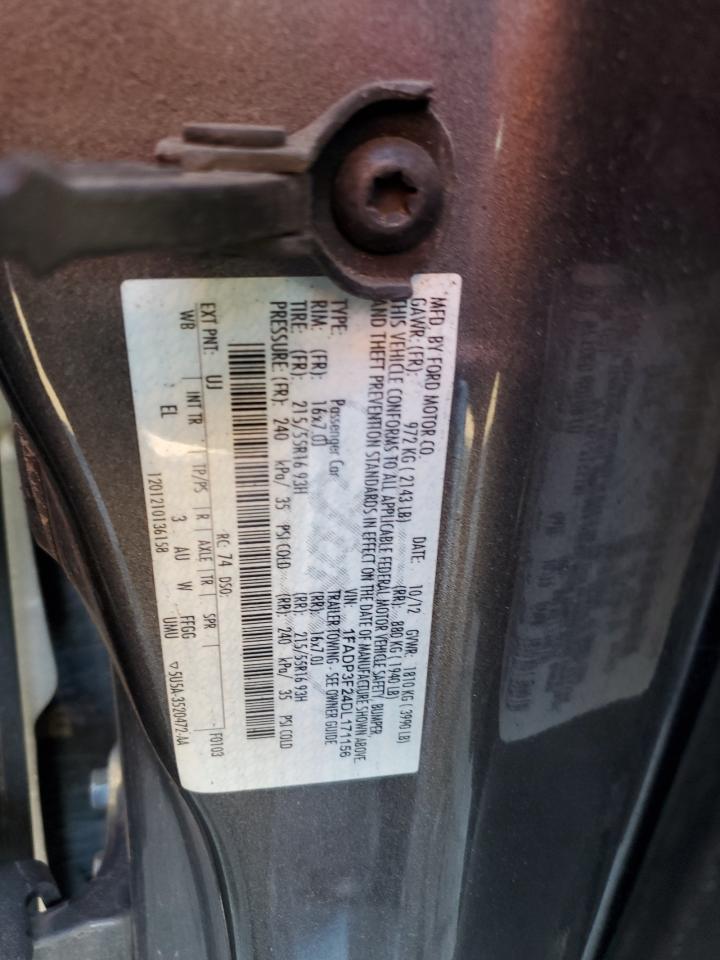 MFD. BY FORD MOTOR CO.
DATE: 10/12 GVWR: 1810 KG ( 3990 LB)
GAWR: (FR): 972 KG ( 2143 LB) (RR): 880 KG ( 1940 LB)
THIS VEHICLE CONFORMS TO ALL APPLICABLE FEDERAL MOTOR VEHICLE SAFETY, BUMPER,
AND THEFT PREVENTION STANDARDS IN EFFECT ON THE DATE OF MANUFACTURE SHOWN ABOVE.
VIN: 1FADP3F24DL171156
TYPE: Passenger Car TRAILER TOWING - SEE OWNER GUIDE
RIM: (FR): 16x7.0J (RR): 16x7.0J
TIRE: (FR): 215/55R16 93H (RR): 215/55R16 93H
PRESSURE: (FR): 240 kPa/ 35 PSI COLD (RR): 240 kPa/ 35 PSI COLD
RC: 74 DSO: F0103
EXT PNT: UJ INT TR TP/PS R AXLE TR SPR
WB EL 3 AU W FFGG
UMU
1201210136158 5U5A-3520472-AA